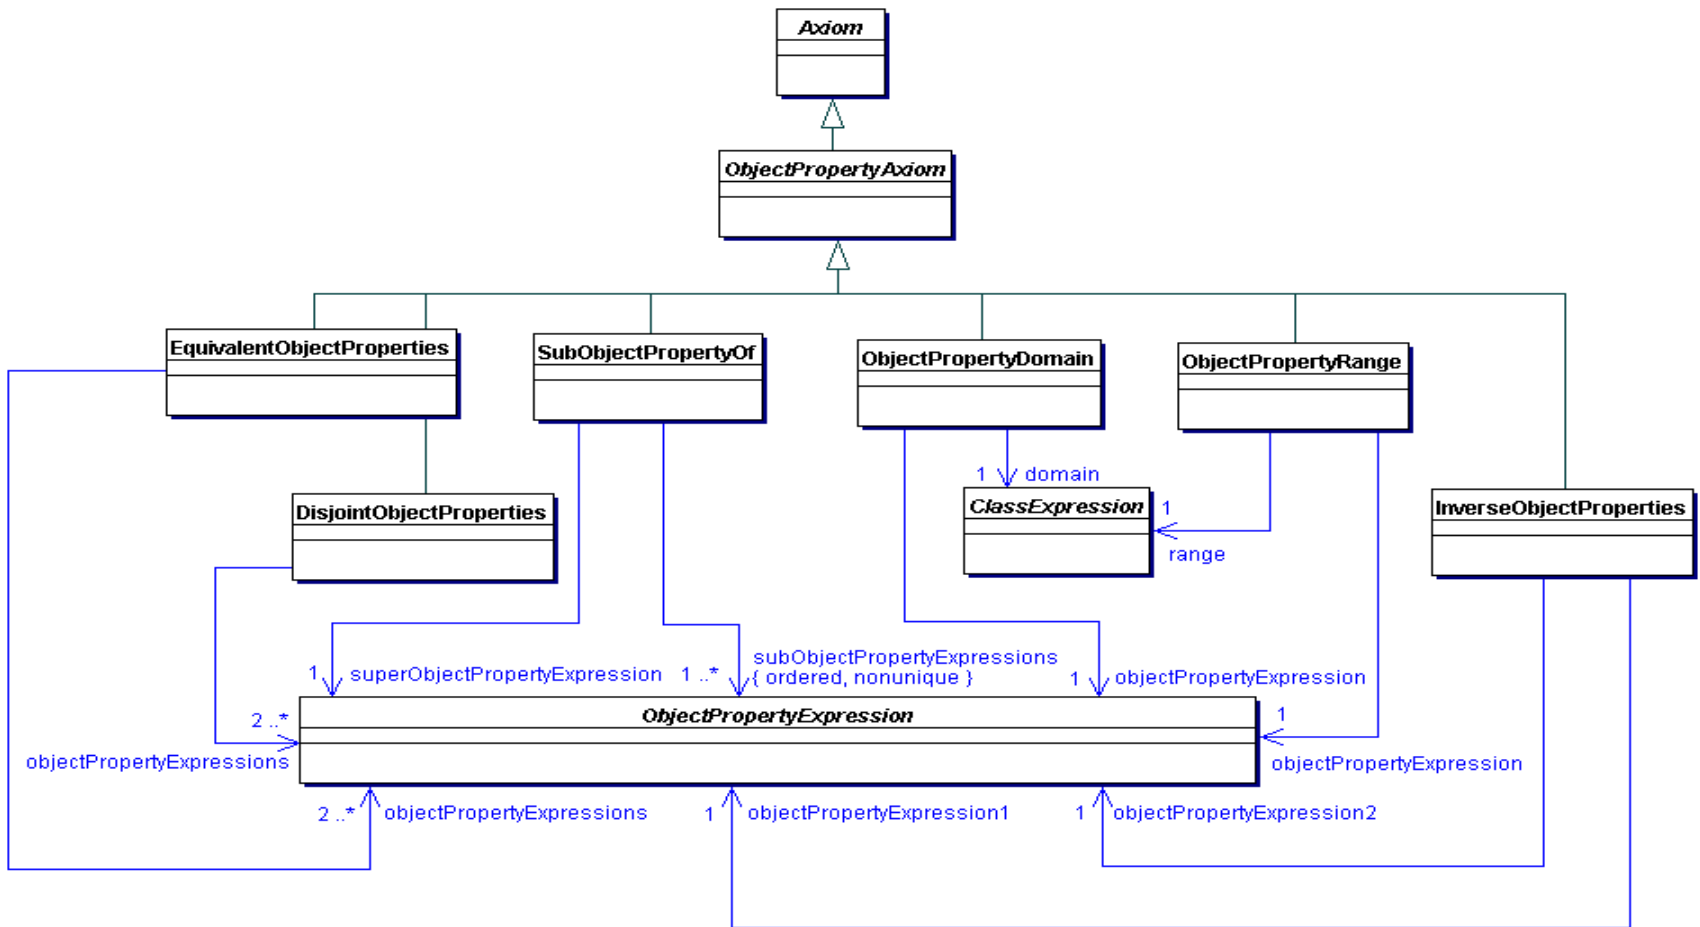 Axiom
ObjectPropertyAxiom
EquivalentObjectProperties
SubObjectPropertyOf
ObjectPropertyDomain
ObjectPropertyRange
1 domain
ClassExpression
1
range
InverseObjectProperties
DisjointObjectProperties
1 superObjectPropertyExpression
1 ..* subObjectPropertyExpressions
{ ordered, nonunique }
1 objectPropertyExpression
ObjectPropertyExpression
2 ..*
objectPropertyExpressions
1
objectPropertyExpression
2 ..* objectPropertyExpressions
1 objectPropertyExpression1
1 objectPropertyExpression2